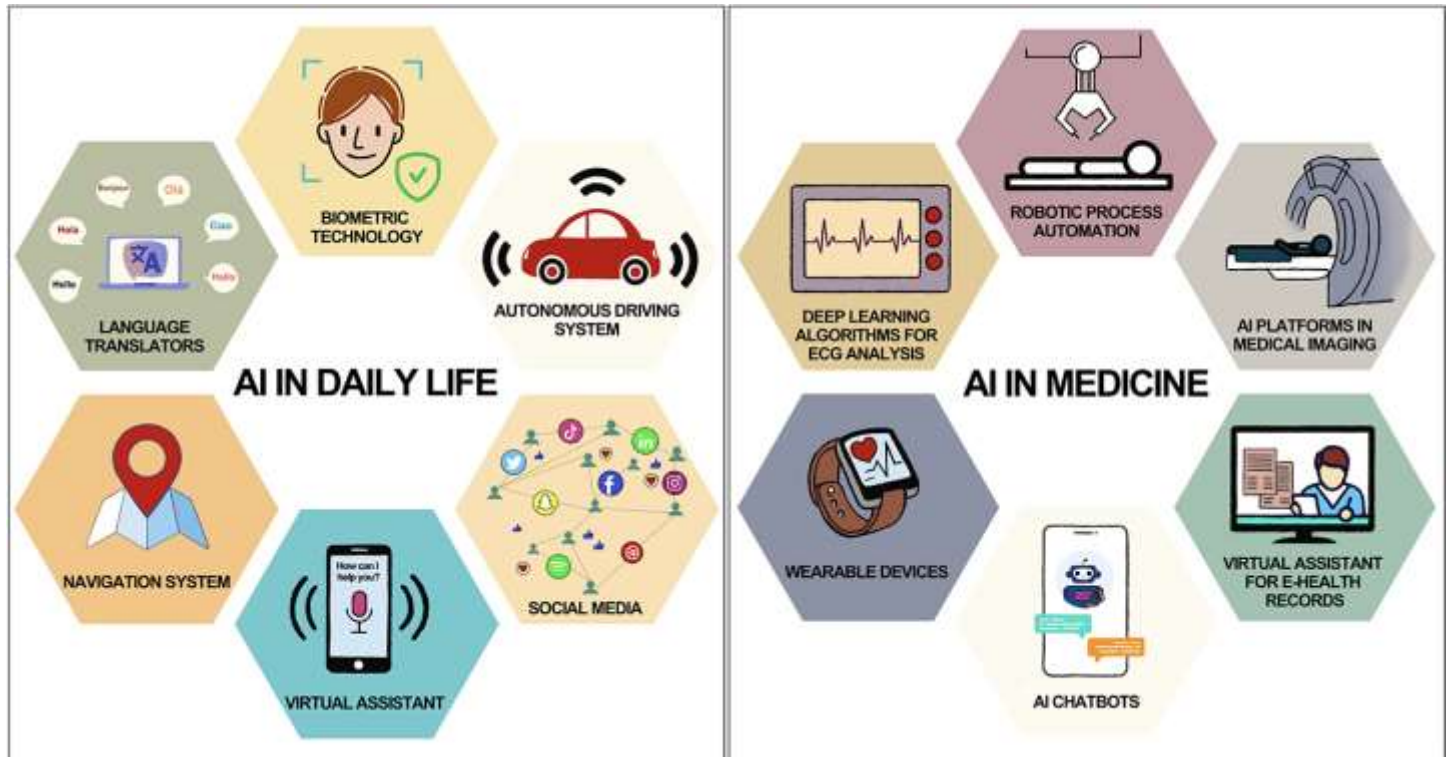 BIOMETRIC
TECHNOLOGY
Bonjour
Olá
Hola
Ciao
Hello
Hallo
LANGUAGE
TRANSLATORS
AUTONOMOUS DRIVING
SYSTEM
AI IN DAILY LIFE
NAVIGATION SYSTEM
How can I
help you?
VIRTUAL ASSISTANT
in
f
@
SOCIAL MEDIA
ROBOTIC PROCESS
AUTOMATION
DEEP LEARNING
ALGORITHMS FOR
ECG ANALYSIS
AI PLATFORMS IN
MEDICAL IMAGING
AI IN MEDICINE
WEARABLE DEVICES
AI CHATBOTS
VIRTUAL ASSISTANT
FOR E-HEALTH
RECORDS